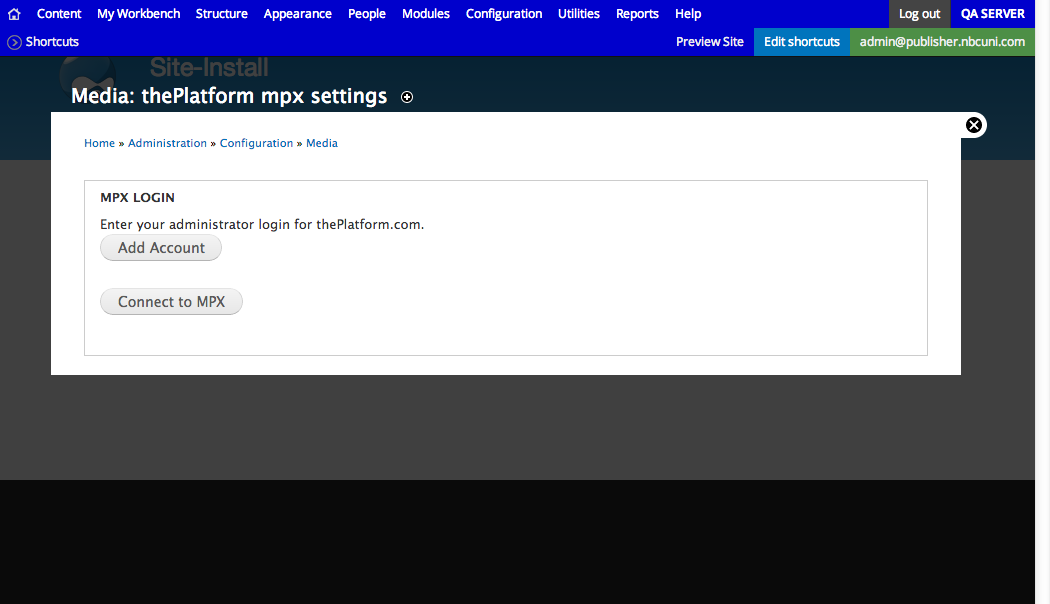 Content My Workbench Structure Appearance People Modules Configuration Utilities Reports Help Log out QA SERVER
Shortcuts Preview Site Edit shortcuts admin@publisher.nbcuni.com
Site-Install
Media: thePlatform mpx settings
Home » Administration » Configuration » Media
MPX LOGIN
Enter your administrator login for thePlatform.com.
Add Account
Connect to MPX